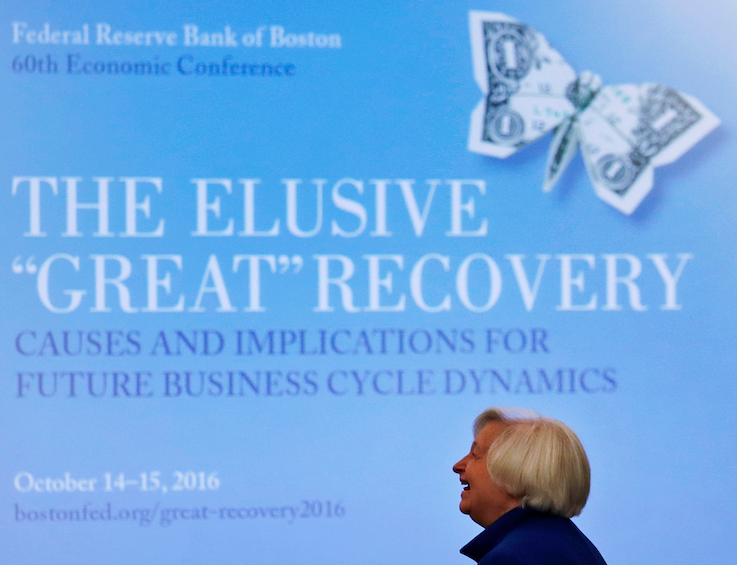 Federal Reserve Bank of Boston
60th Economic Conference
THE ELUSIVE
“GREAT” RECOVERY
CAUSES AND IMPLICATIONS FOR
FUTURE BUSINESS CYCLE DYNAMICS
October 14–15, 2016
bostonfed.org/great-recovery2016